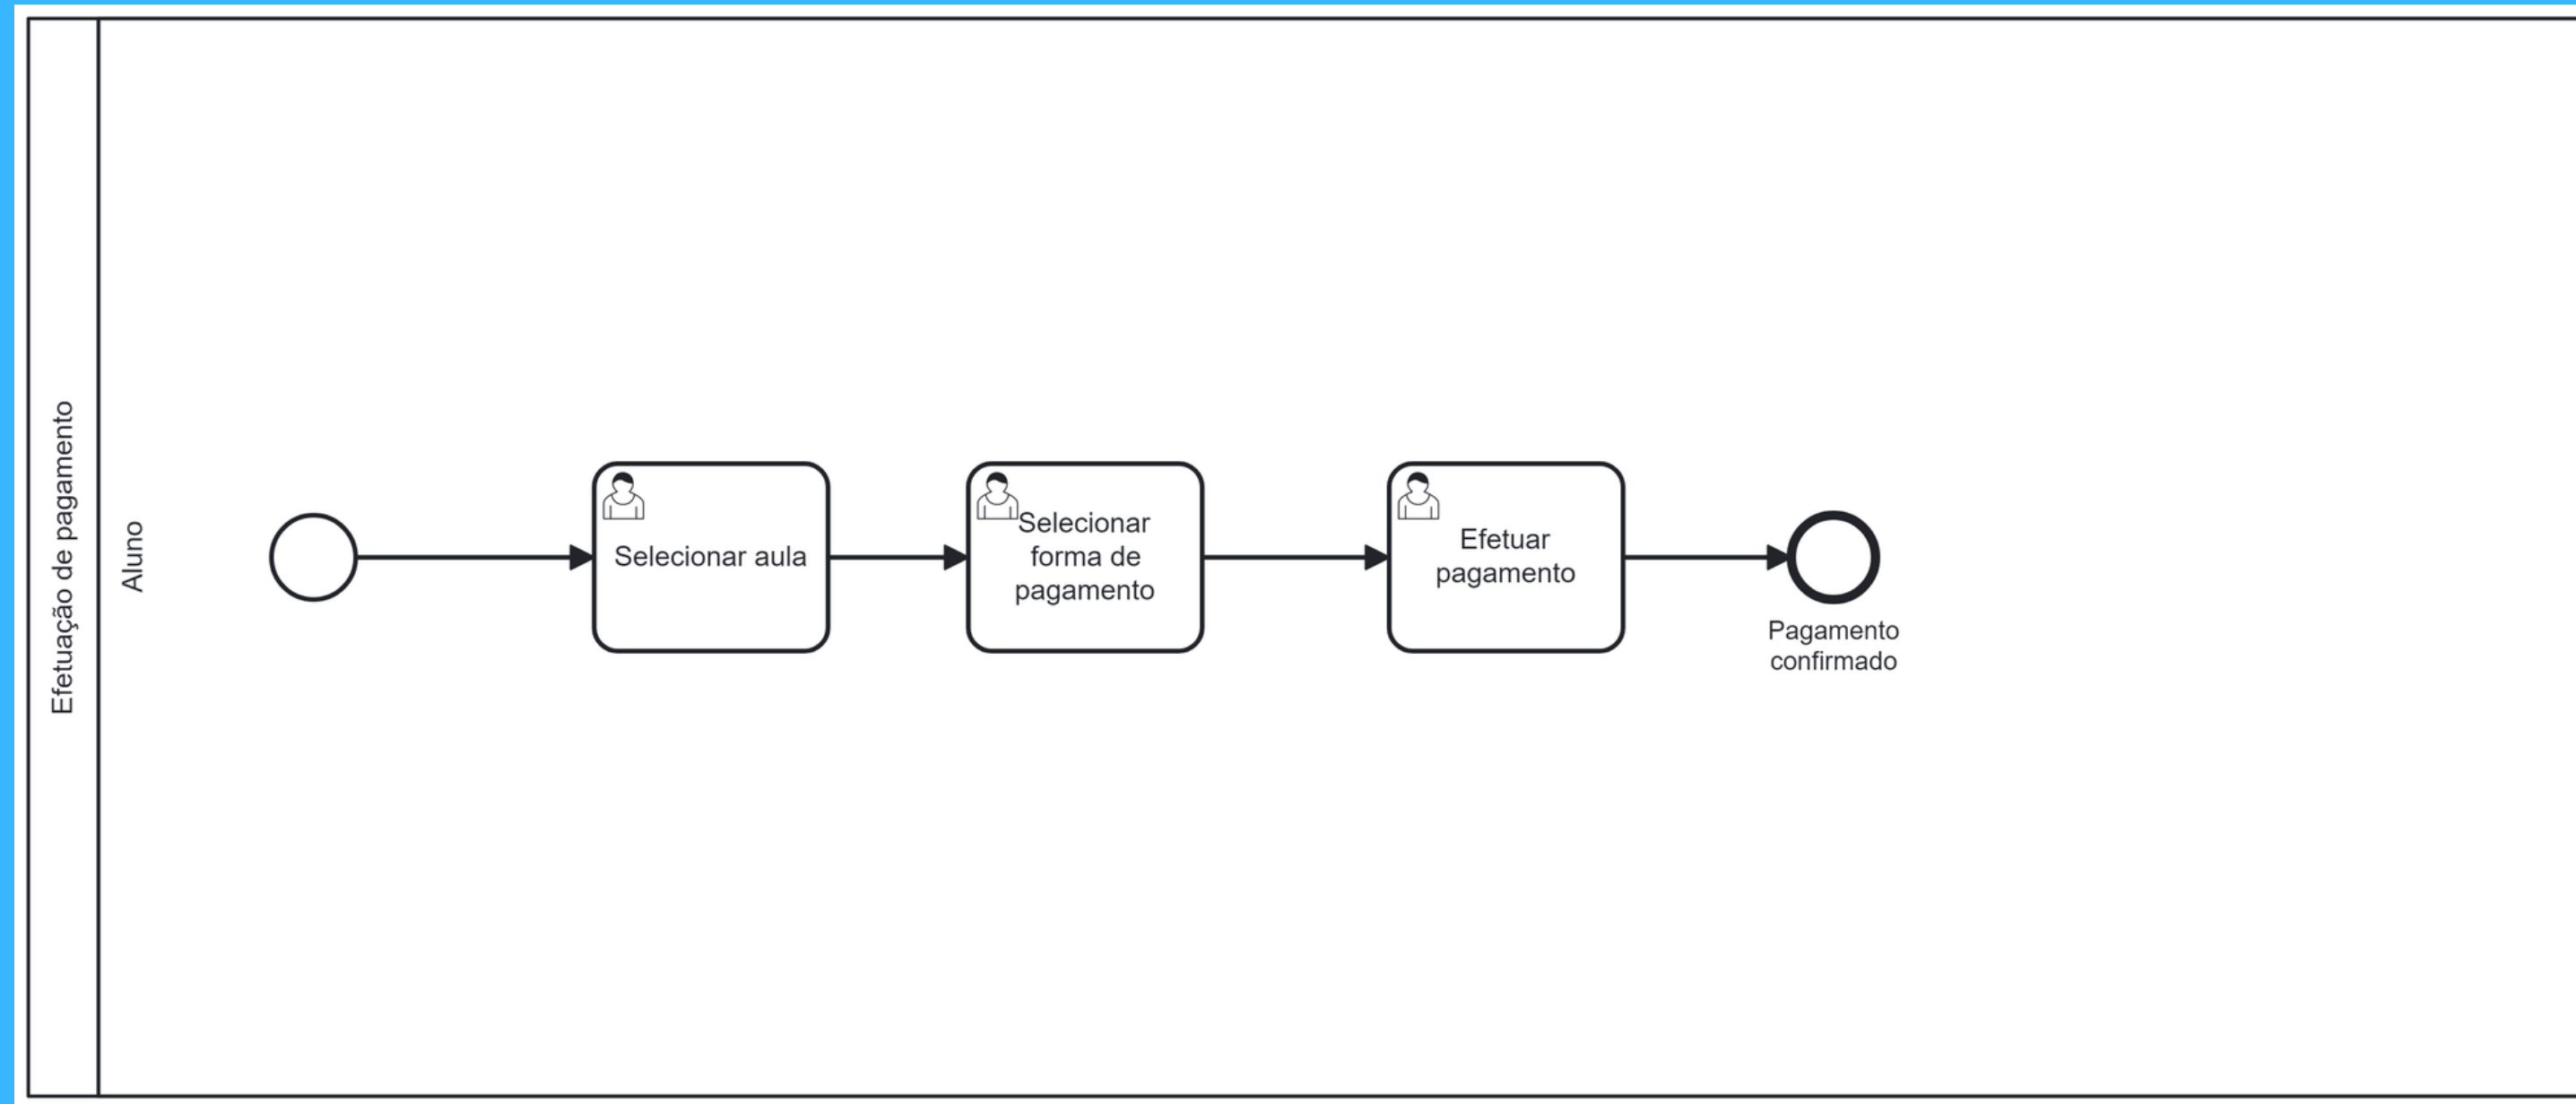 Efetuação de pagamento
Aluno
Selecionar aula
Selecionar
forma de
pagamento
Efetuar
pagamento
Pagamento
confirmado